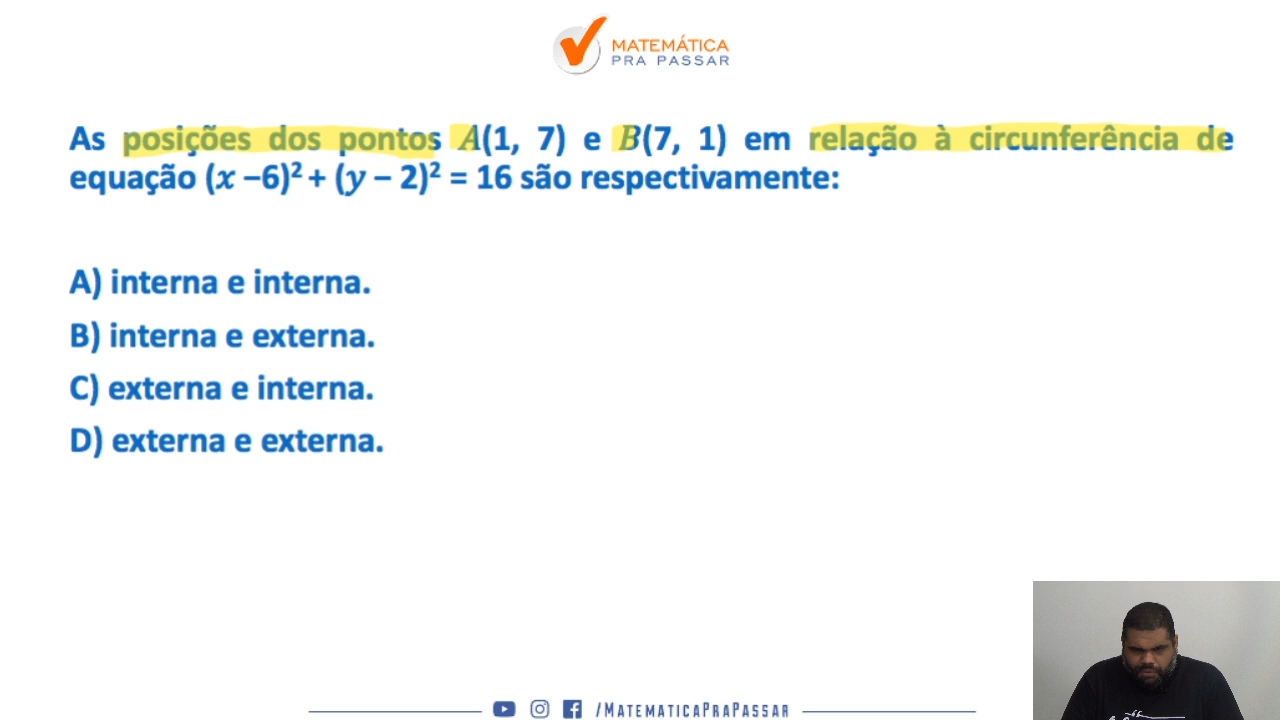 MATEMÁTICA
PRA PASSAR
As posições dos pontos A(1, 7) e B(7, 1) em relação à circunferência de
equação (x −6)² + (y − 2)² = 16 são respectivamente:
A) interna e interna.
B) interna e externa.
C) externa e interna.
D) externa e externa.
/MATEMATICAPRAPASSAR